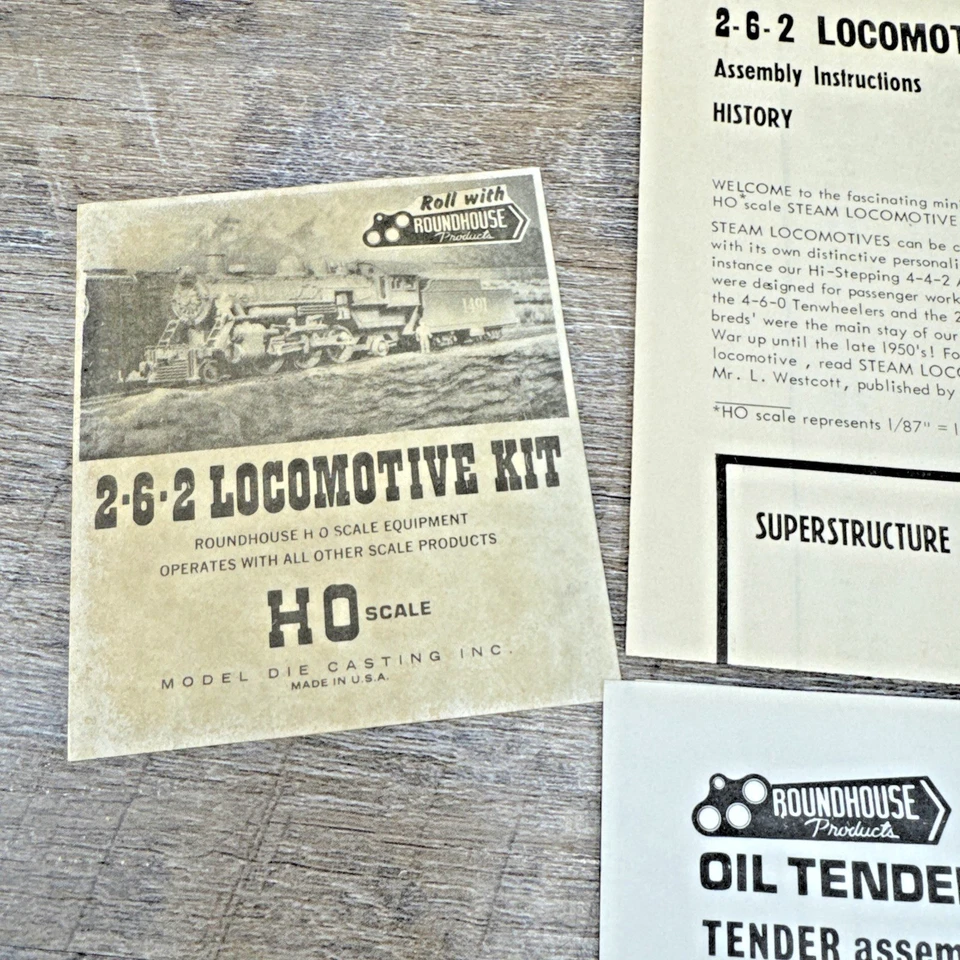 Roll with
ROUNDHOUSE
Products
1491
2-6-2 LOCOMOTIVE KIT
ROUNDHOUSE H O SCALE EQUIPMENT
OPERATES WITH ALL OTHER SCALE PRODUCTS
HO SCALE
MODEL DIE CASTING INC.
MADE IN U.S.A.
2-6-2 LOCOMOT
Assembly Instructions
HISTORY
WELCOME to the fascinating mini
HO*scale STEAM LOCOMOTIVE
STEAM LOCOMOTIVES can be c
with its own distinctive personali
instance our Hi-Stepping 4-4-2 A
were designed for passenger work
the 4-6-0 Tenwheelers and the 2
breds' were the main stay of our
War up until the late 1950's! Fo
locomotive , read STEAM LOCO
Mr. L. Westcott, published by
*HO scale represents 1/87" = 1
SUPERSTRUCTURE
ROUNDHOUSE
Products
OIL TENDER
TENDER assem